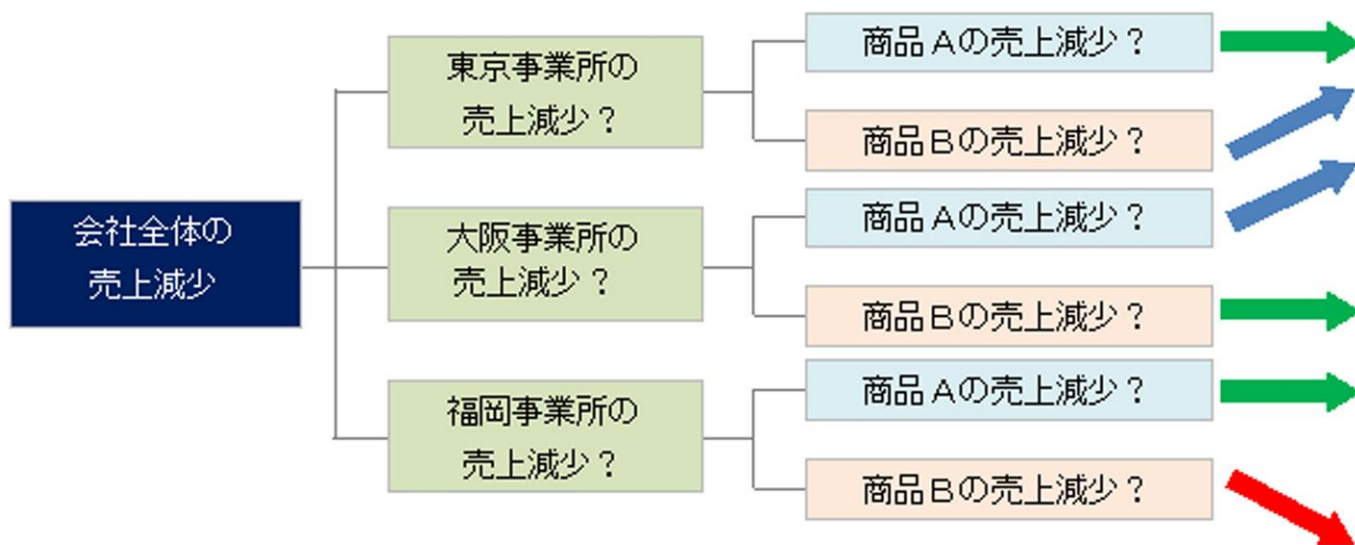 会社全体の
売上減少
東京事業所の
売上減少？
商品Ａの売上減少？
商品Ｂの売上減少？
大阪事業所の
売上減少？
商品Ａの売上減少？
商品Ｂの売上減少？
福岡事業所の
売上減少？
商品Ａの売上減少？
商品Ｂの売上減少？